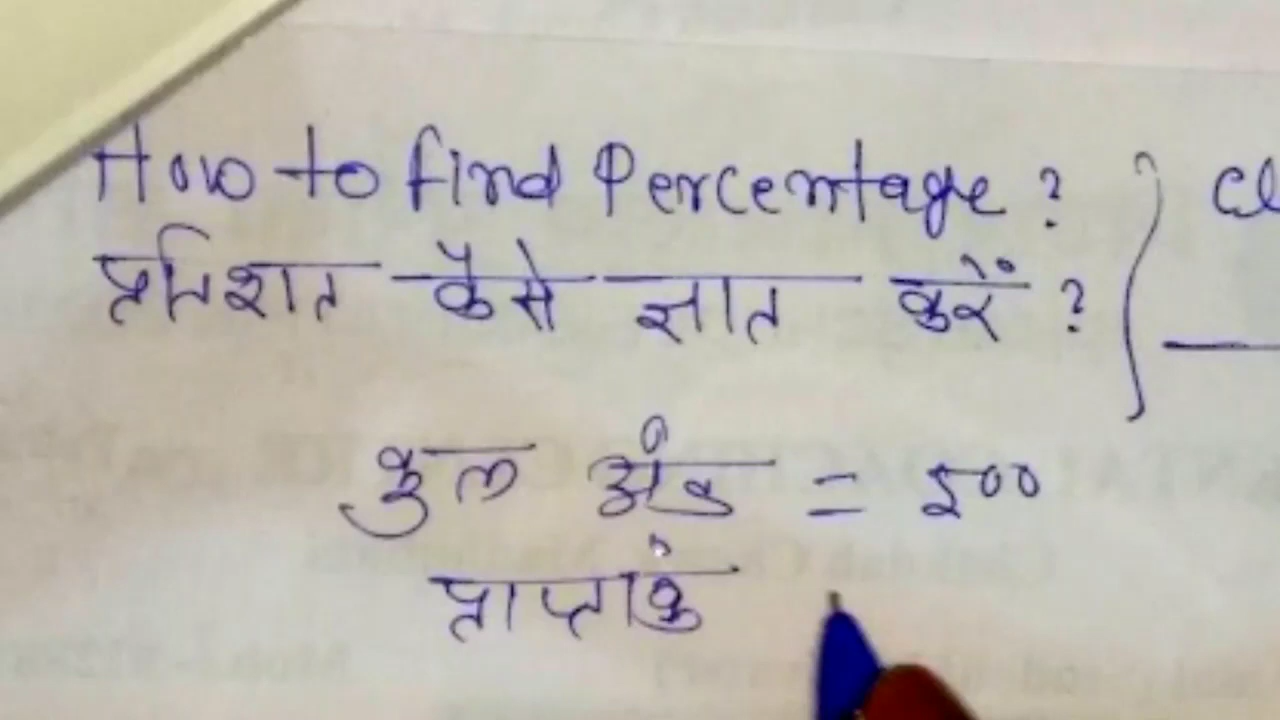 How to find Percentage ?
प्रतिशत कैसे ज्ञात करें ?
कुल अंक = 500
प्राप्तांक